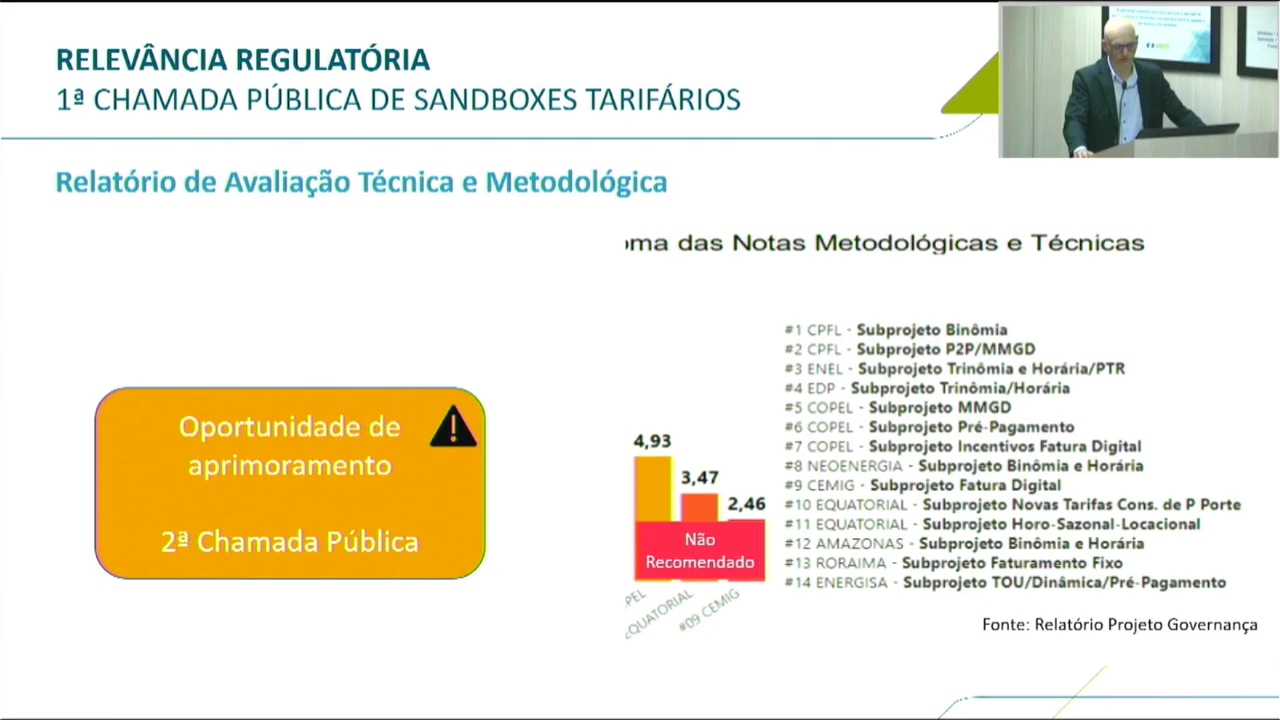 RELEVÂNCIA REGULATÓRIA
1ª CHAMADA PÚBLICA DE SANDBOXES TARIFÁRIOS
Relatório de Avaliação Técnica e Metodológica
oma das Notas Metodológicas e Técnicas
Oportunidade de
aprimoramento
2ª Chamada Pública
4,93
3,47
2,46
Não
Recomendado
PEL
EQUATORIAL
#09 CEMIG
#1 CPFL - Subprojeto Binômia
#2 CPFL - Subprojeto P2P/MMGD
#3 ENEL - Subprojeto Trinômia e Horária/PTR
#4 EDP - Subprojeto Trinômia/Horária
#5 COPEL - Subprojeto MMGD
#6 COPEL - Subprojeto Pré-Pagamento
#7 COPEL - Subprojeto Incentivos Fatura Digital
#8 NEOENERGIA - Subprojeto Binômia e Horária
#9 CEMIG - Subprojeto Fatura Digital
#10 EQUATORIAL - Subprojeto Novas Tarifas Cons. de P Porte
#11 EQUATORIAL - Subprojeto Horo-Sazonal-Locacional
#12 AMAZONAS - Subprojeto Binômia e Horária
#13 RORAIMA - Subprojeto Faturamento Fixo
#14 ENERGISA - Subprojeto TOU/Dinâmica/Pré-Pagamento
Fonte: Relatório Projeto Governança